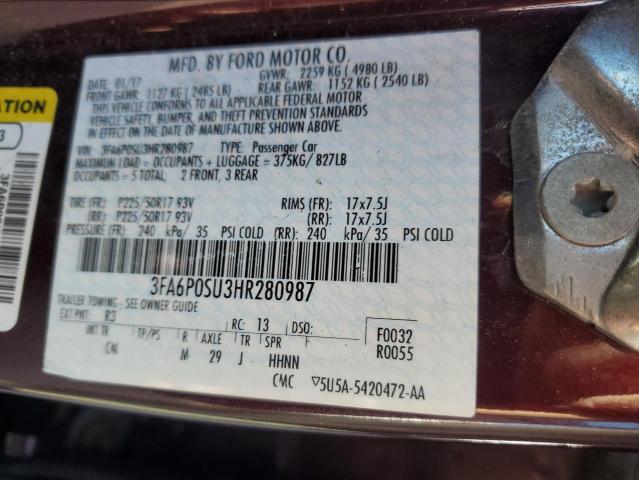 MFD. BY FORD MOTOR CO.
DATE: 01/17 GVWR: 2259 KG ( 4980 LB)
FRONT GAWR: 1127 KG ( 2485 LB) REAR GAWR: 1152 KG ( 2540 LB)
THIS VEHICLE CONFORMS TO ALL APPLICABLE FEDERAL MOTOR
VEHICLE SAFETY, BUMPER, AND THEFT PREVENTION STANDARDS
IN EFFECT ON THE DATE OF MANUFACTURE SHOWN ABOVE.
VIN: 3FA6P0SU3HR280987 TYPE: Passenger Car
MAXIMUM LOAD = OCCUPANTS + LUGGAGE = 375KG/ 827LB
OCCUPANTS = 5 TOTAL: 2 FRONT, 3 REAR
TIRE (FR): P225/50R17 93V RIMS (FR): 17x7.5J
(RR): P225/50R17 93V (RR): 17x7.5J
PRESSURE (FR): 240 kPa/ 35 PSI COLD (RR): 240 kPa/ 35 PSI COLD
3FA6P0SU3HR280987
TRAILER TOWING - SEE OWNER GUIDE
EXT PNT: R3 RC: 13 DSO: F0032
INT TR TP/PS R AXLE TR SPR R0055
M 29 J HHNN
CMC ▽5U5A-5420472-AA
ATION
3